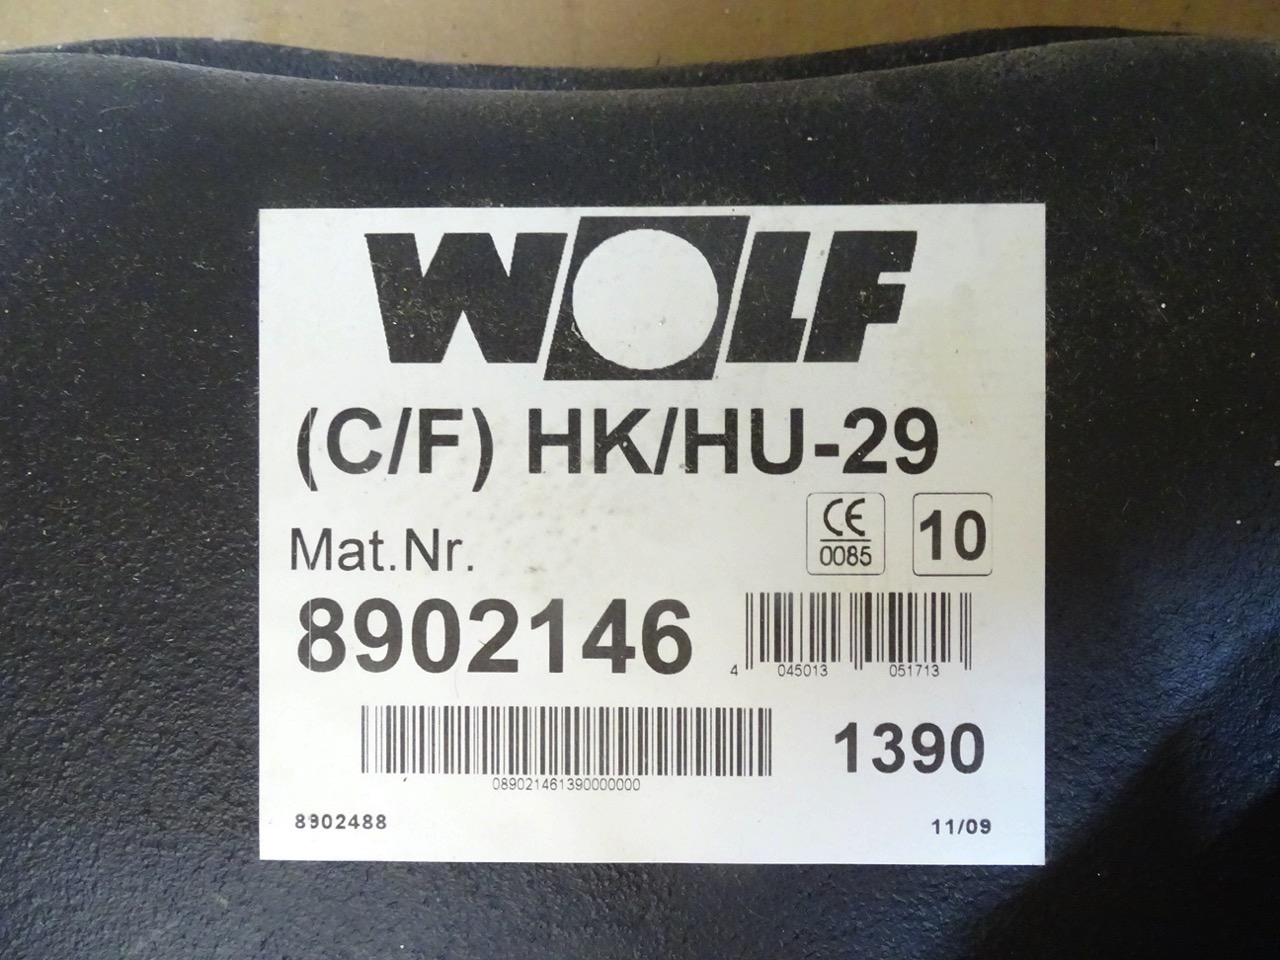 WOLF
(C/F) HK/HU-29
Mat.Nr.
CE
0085
10
8902146
4 045013 051713
089021461390000000
1390
8902488
11/09